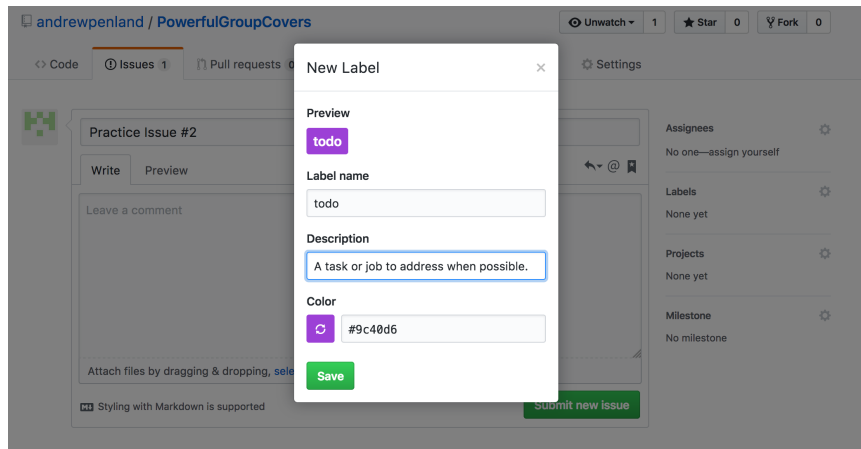 andrewpenland / PowerfulGroupCovers
Unwatch 1 Star 0 Fork 0
Code Issues 1 Pull requests 0 Settings
New Label ×
Preview
todo
Label name
todo
Description
A task or job to address when possible.
Color
#9c40d6
Save
Practice Issue #2
Write Preview
Leave a comment
Attach files by dragging & dropping, sele
Styling with Markdown is supported
Submit new issue
Assignees
No one—assign yourself
Labels
None yet
Projects
None yet
Milestone
No milestone